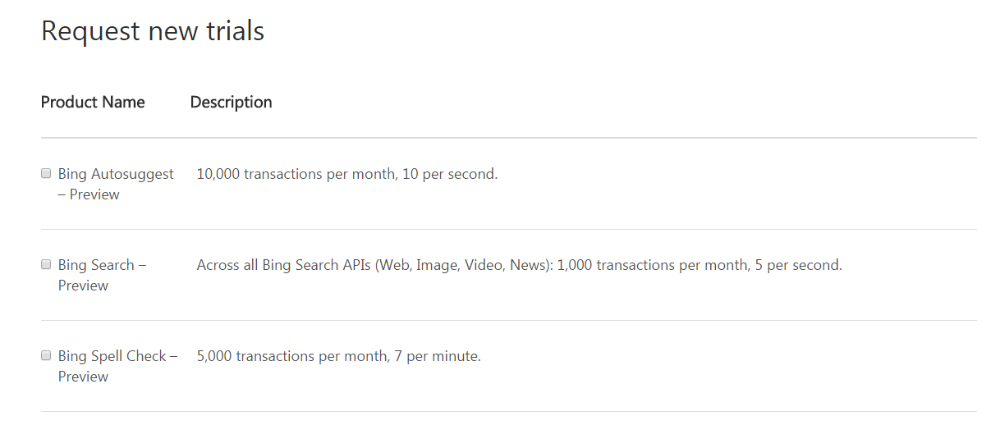 Request new trials
Product Name Description
Bing Autosuggest 10,000 transactions per month, 10 per second.
– Preview
Bing Search – Across all Bing Search APIs (Web, Image, Video, News): 1,000 transactions per month, 5 per second.
Preview
Bing Spell Check – 5,000 transactions per month, 7 per minute.
Preview